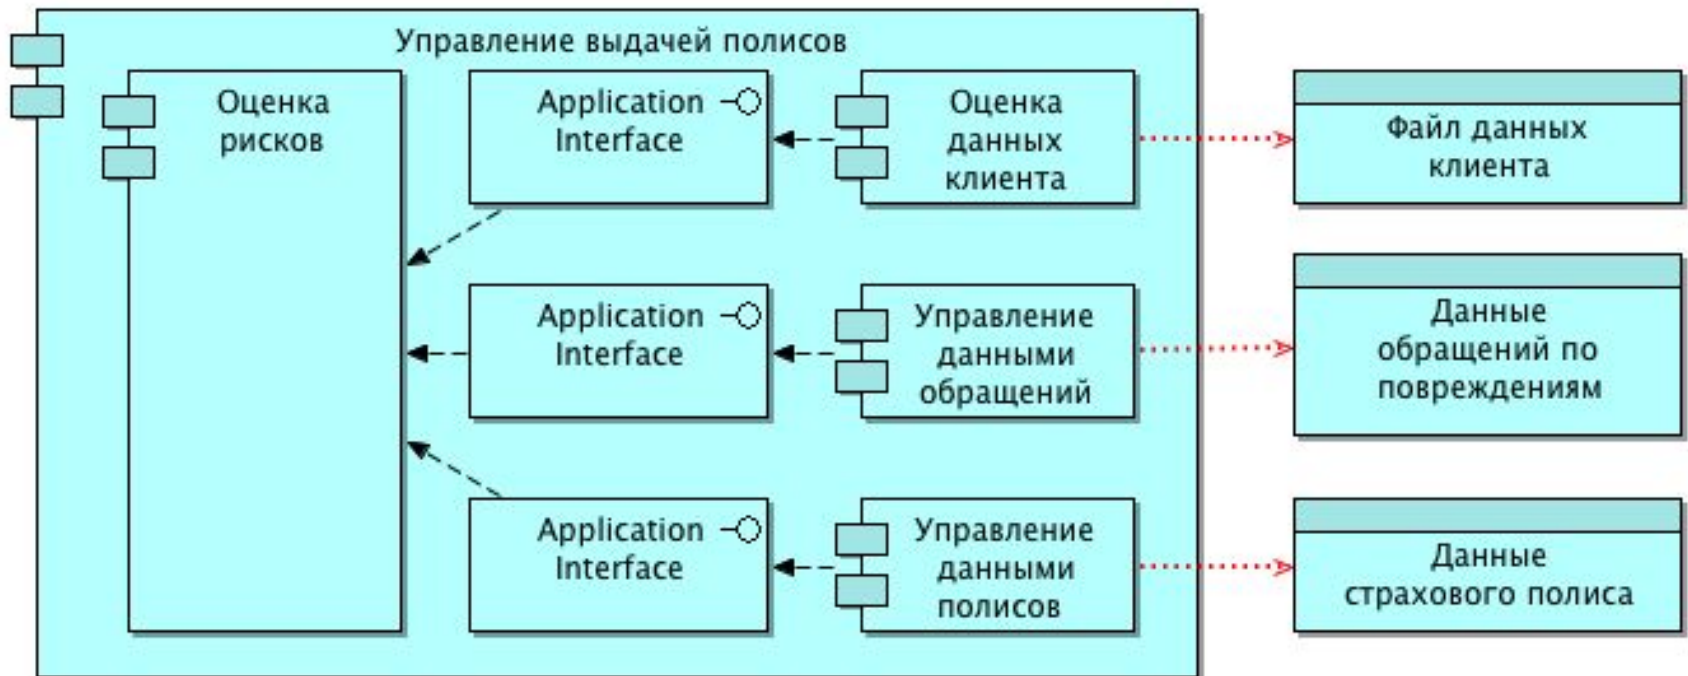 Управление выдачей полисов
Оценка
рисков
Application
Interface
Оценка
данных
клиента
Файл данных
клиента
Application
Interface
Управление
данными
обращений
Данные
обращений по
повреждениям
Application
Interface
Управление
данными
полисов
Данные
страхового полиса